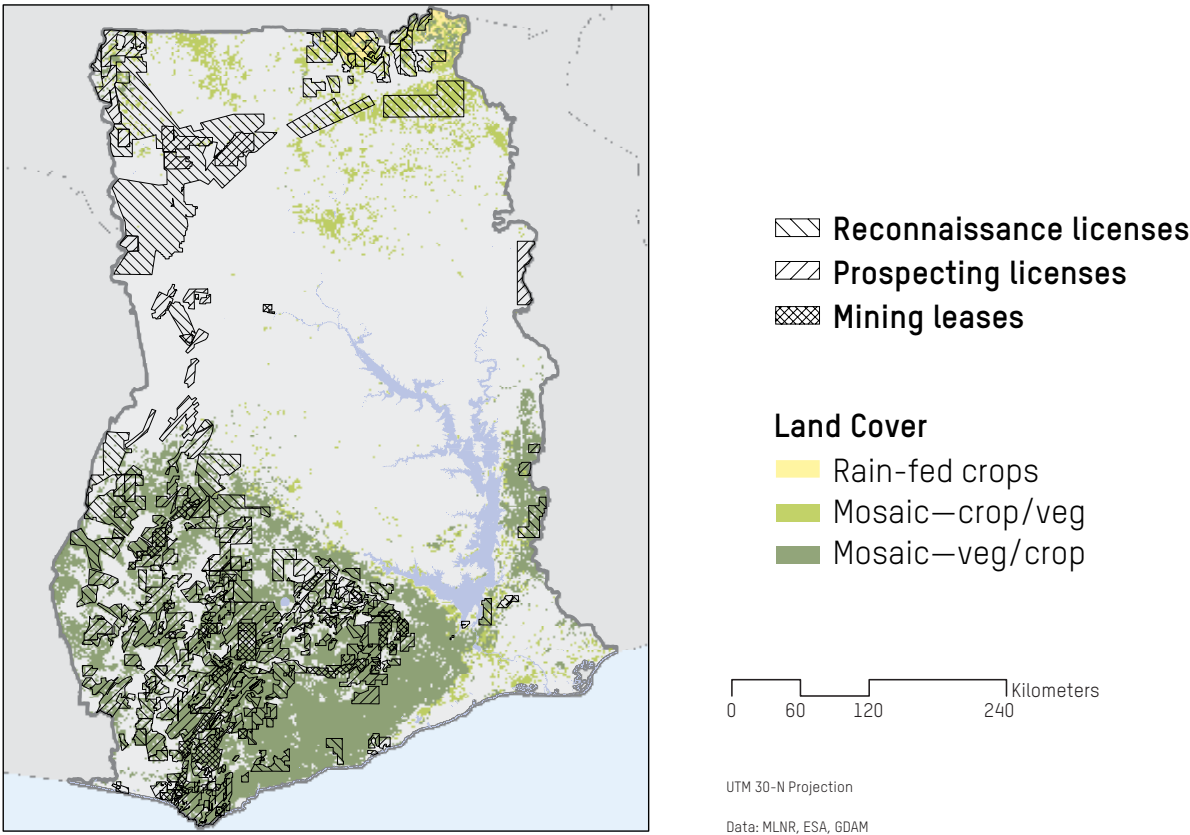 Reconnaissance licenses
Prospecting licenses
Mining leases
Land Cover
Rain-fed crops
Mosaic—crop/veg
Mosaic—veg/crop
Kilometers
0 60 120 240
UTM 30-N Projection
Data: MLNR, ESA, GDAM